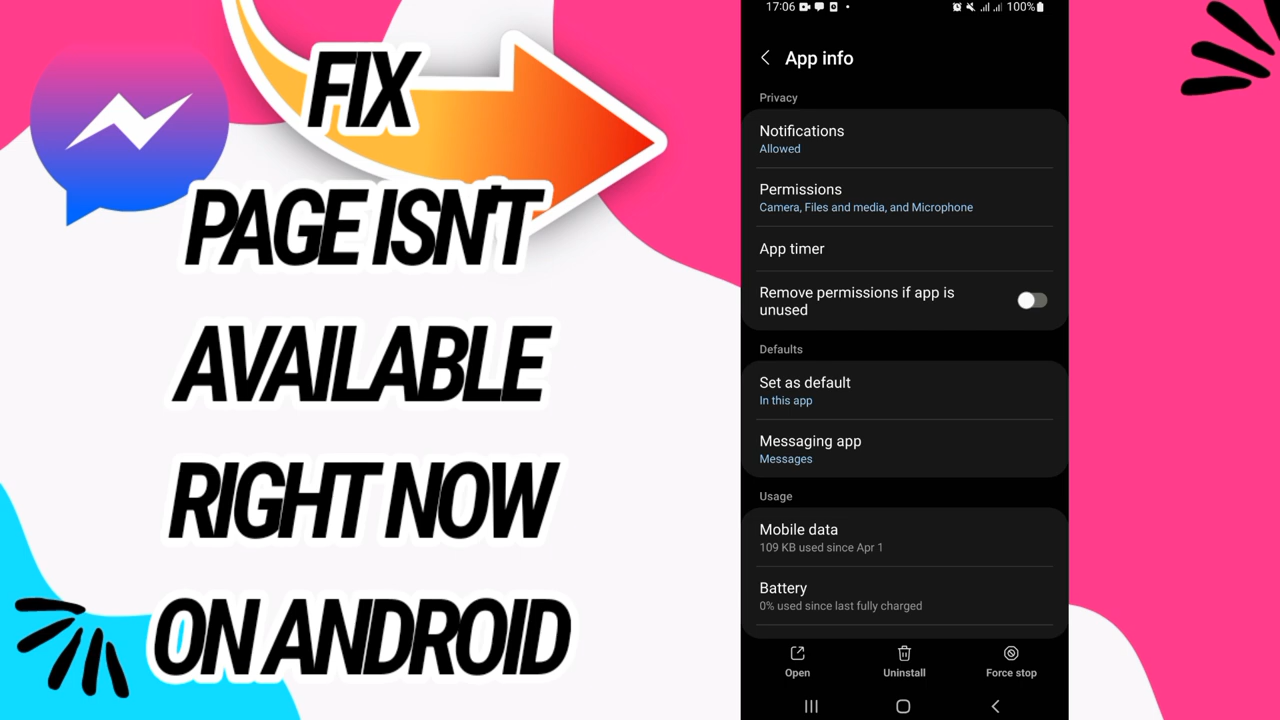 FIX
PAGE ISN'T
AVAILABLE
RIGHT NOW
ON ANDROID
17:06
100%
App info
Privacy
Notifications
Allowed
Permissions
Camera, Files and media, and Microphone
App timer
Remove permissions if app is
unused
Defaults
Set as default
In this app
Messaging app
Messages
Usage
Mobile data
109 KB used since Apr 1
Battery
0% used since last fully charged
Open
Uninstall
Force stop